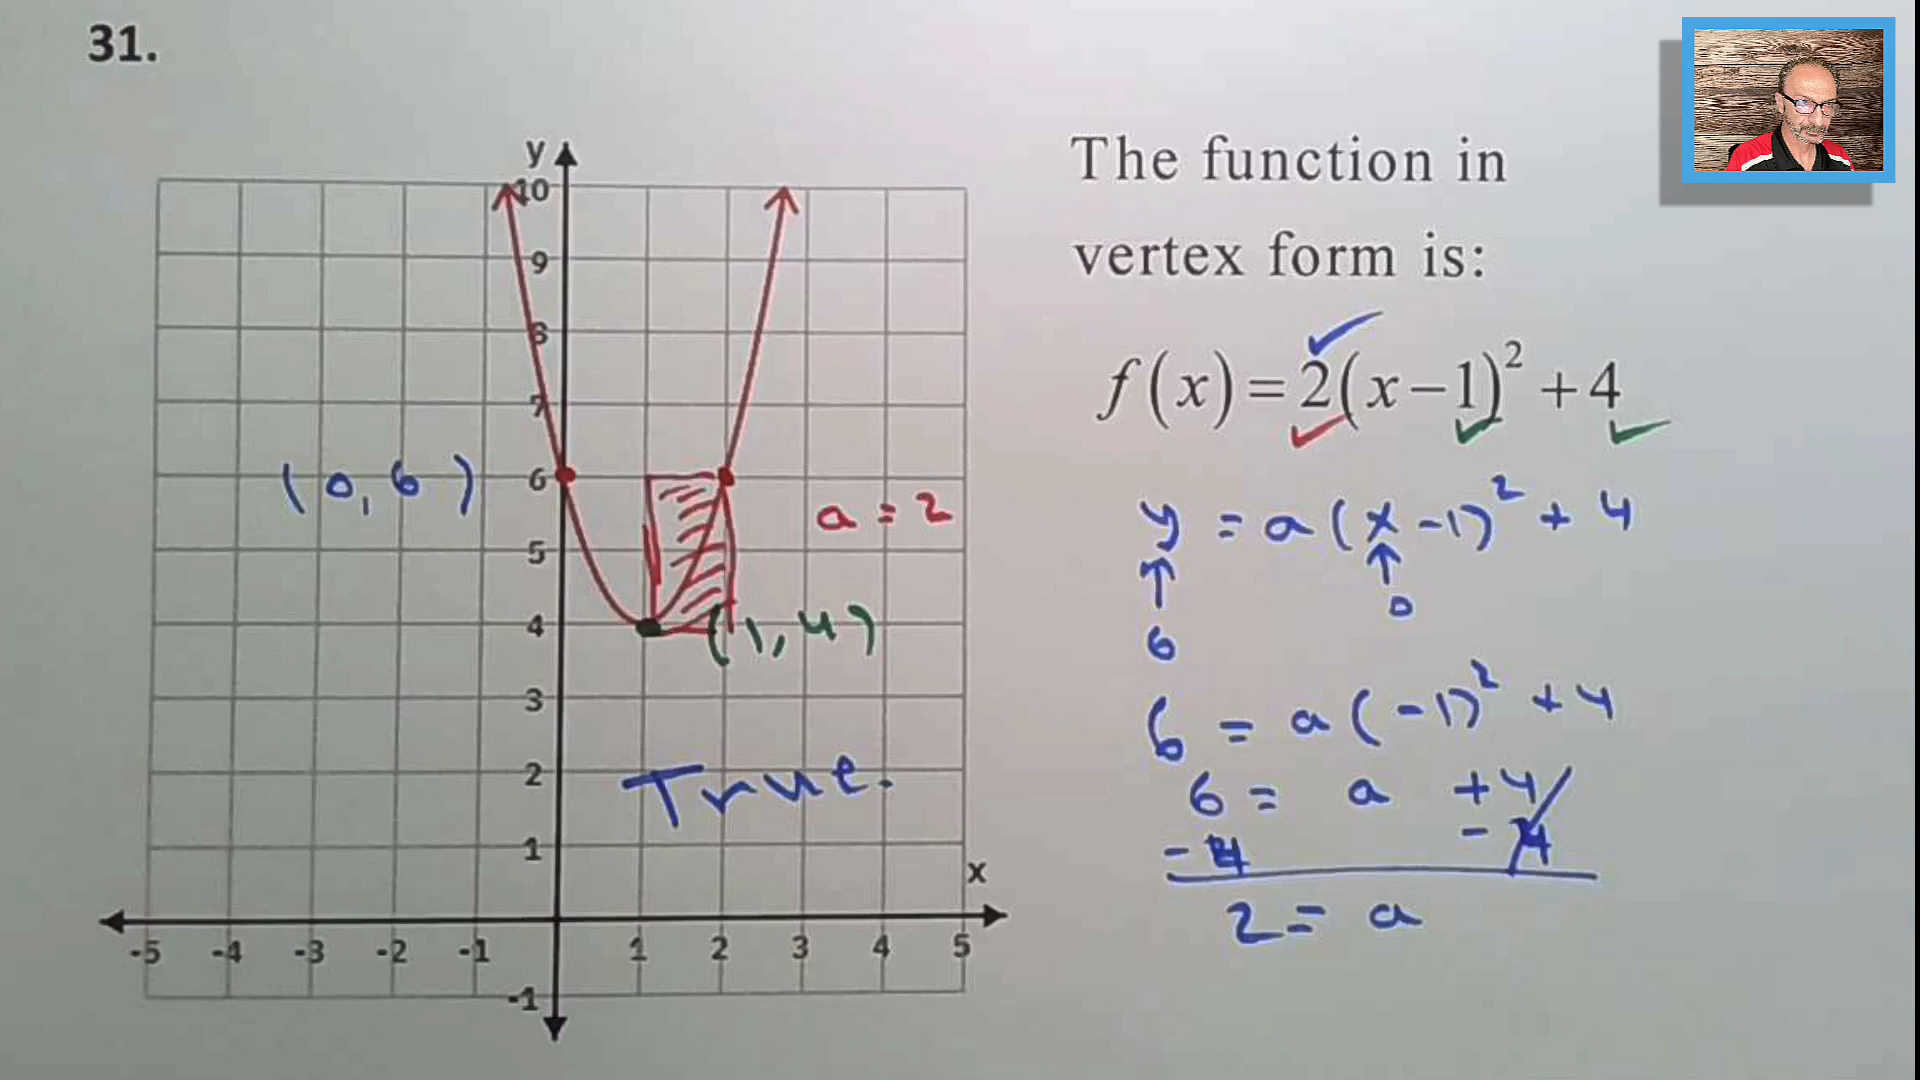 31.
The function in
vertex form is:
f(x) = 2(x-1)² + 4
y
10
9
8
7
6
5
4
3
2
1
-1
x
-5 -4 -3 -2 -1 1 2 3 4 5
(0, 6)
a = 2
(1, 4)
True.
y = a(x-1)² + 4
↑ ↑
6 0
6 = a(-1)² + 4
6 = a + 4
- 4 - 4
2 = a